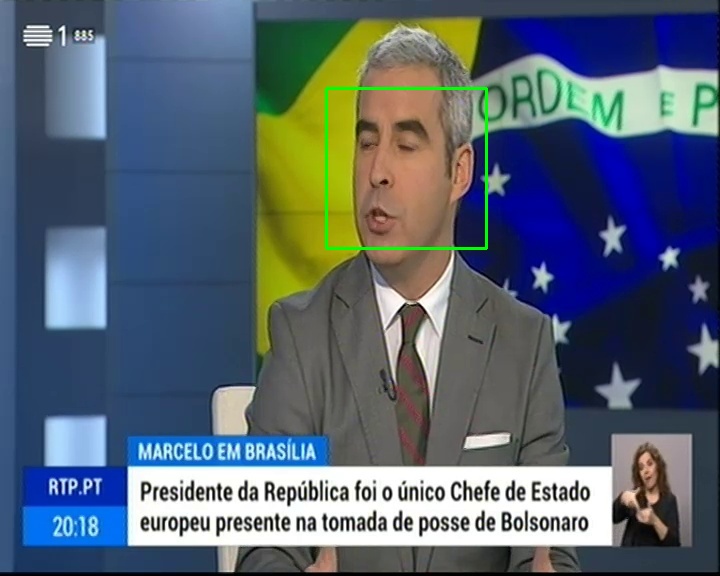 1 885
ORDEM E P
MARCELO EM BRASÍLIA
RTP.PT
Presidente da República foi o único Chefe de Estado
20:18
europeu presente na tomada de posse de Bolsonaro